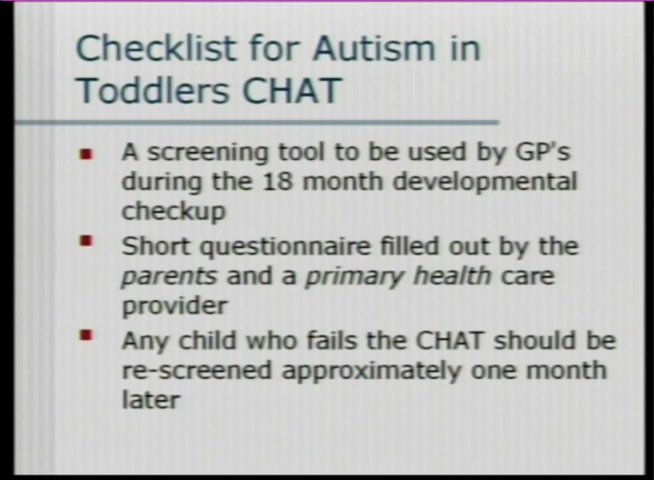 Checklist for Autism in
Toddlers CHAT
A screening tool to be used by GP's
during the 18 month developmental
checkup
Short questionnaire filled out by the
parents and a primary health care
provider
Any child who fails the CHAT should be
re-screened approximately one month
later